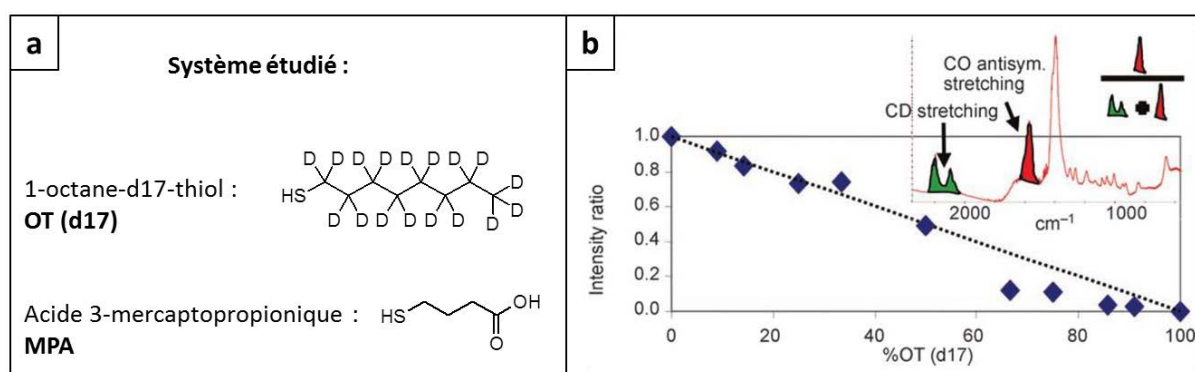 a
Système étudié :
D D D D D D D D
D
HS
D
D D D D D D D
1-octane-d17-thiol :
OT (d17)
Acide 3-mercaptopropionique :
MPA
HS
OH
O
b
CO antisym.
stretching
CD stretching
2000
cm⁻¹
1000
Intensity ratio
1.0
0.8
0.6
0.4
0.2
0.0
0
20
40
60
80
100
%OT (d17)